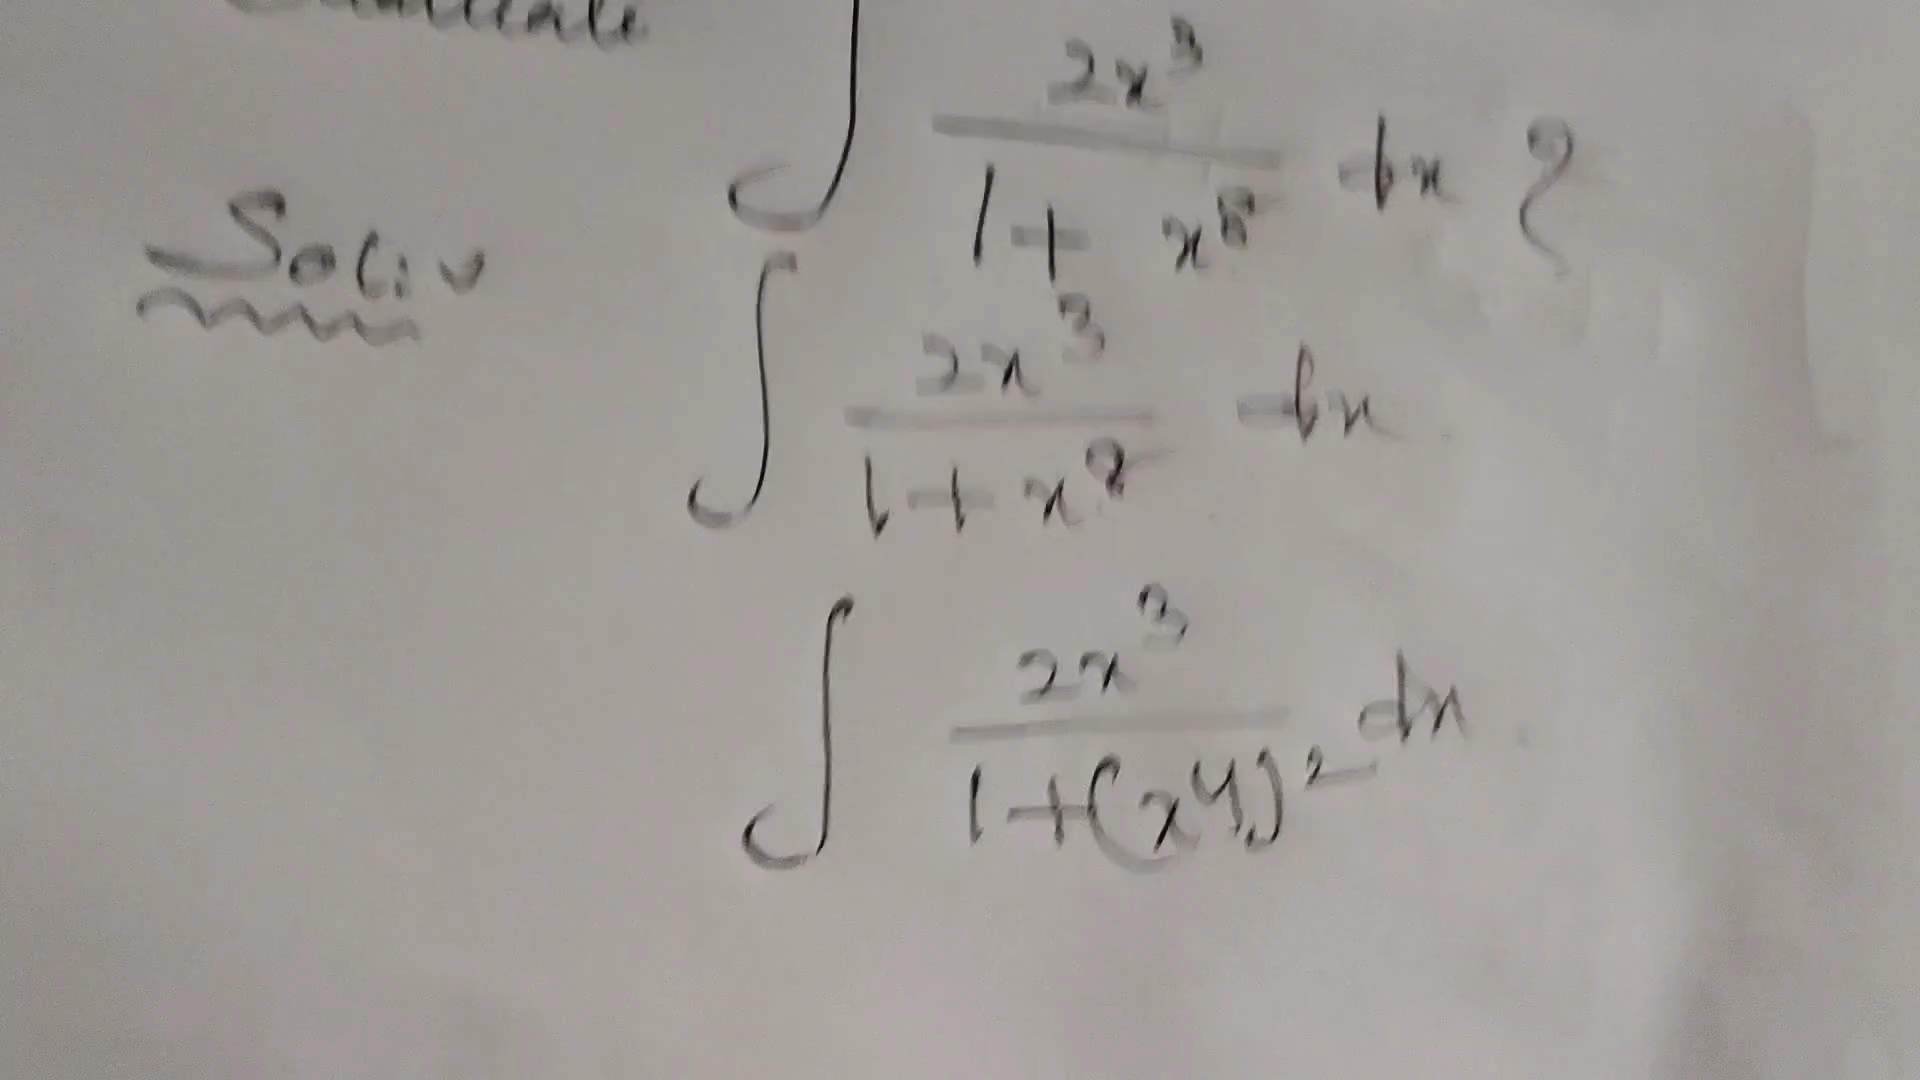 ∫ 2x³ / 1 + x⁸ dx ?
Soln
∫ 2x³ / 1 + x⁸ dx
∫ 2x³ / 1+(x⁴)² dx